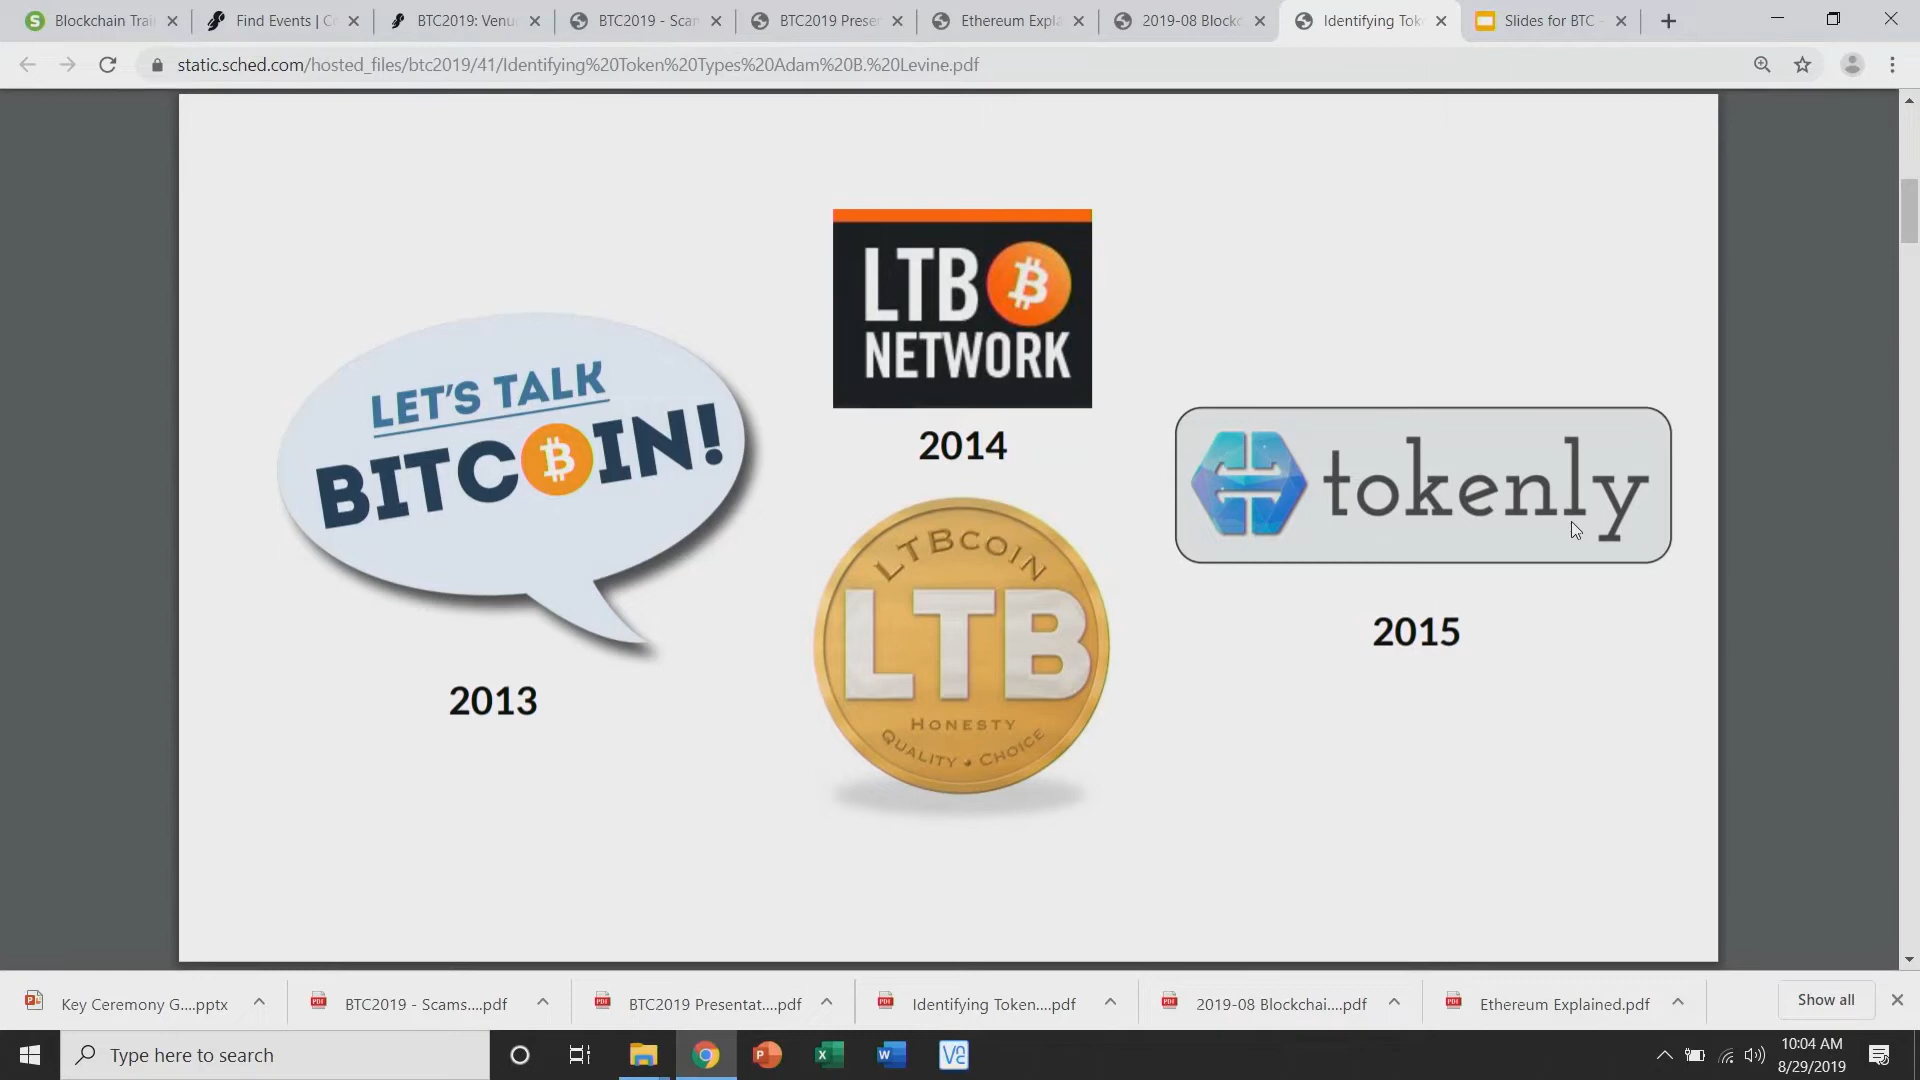 Blockchain Trai
Find Events | C
BTC2019: Venu
BTC2019 - Scan
BTC2019 Prese
Ethereum Expla
2019-08 Blockc
Identifying Tok
Slides for BTC -
static.sched.com/hosted_files/btc2019/41/Identifying%20Token%20Types%20Adam%20B.%20Levine.pdf
LET'S TALK
BITCOIN!
2013
LTB
NETWORK
2014
LTBCOIN
LTB
HONESTY
QUALITY • CHOICE
tokenly
2015
Key Ceremony G....pptx
BTC2019 - Scams....pdf
BTC2019 Presentat....pdf
Identifying Token....pdf
2019-08 Blockchai....pdf
Ethereum Explained.pdf
Show all
Type here to search
10:04 AM
8/29/2019